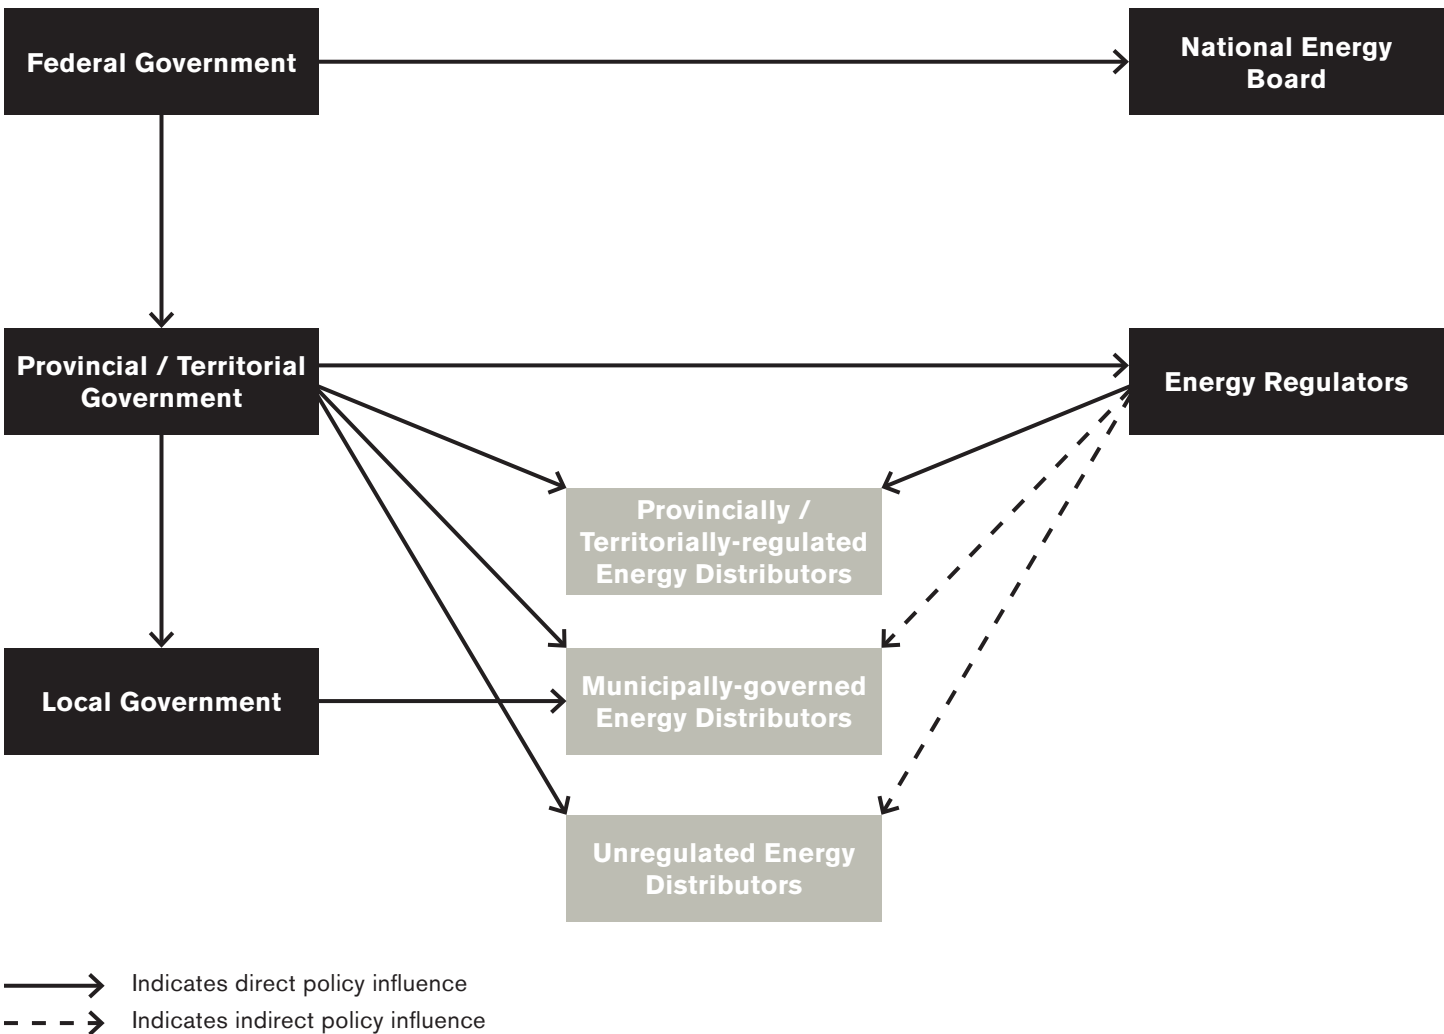 Federal Government
National Energy
Board
Provincial / Territorial
Government
Energy Regulators
Provincially /
Territorially-regulated
Energy Distributors
Local Government
Municipally-governed
Energy Distributors
Unregulated Energy
Distributors
Indicates direct policy influence
Indicates indirect policy influence